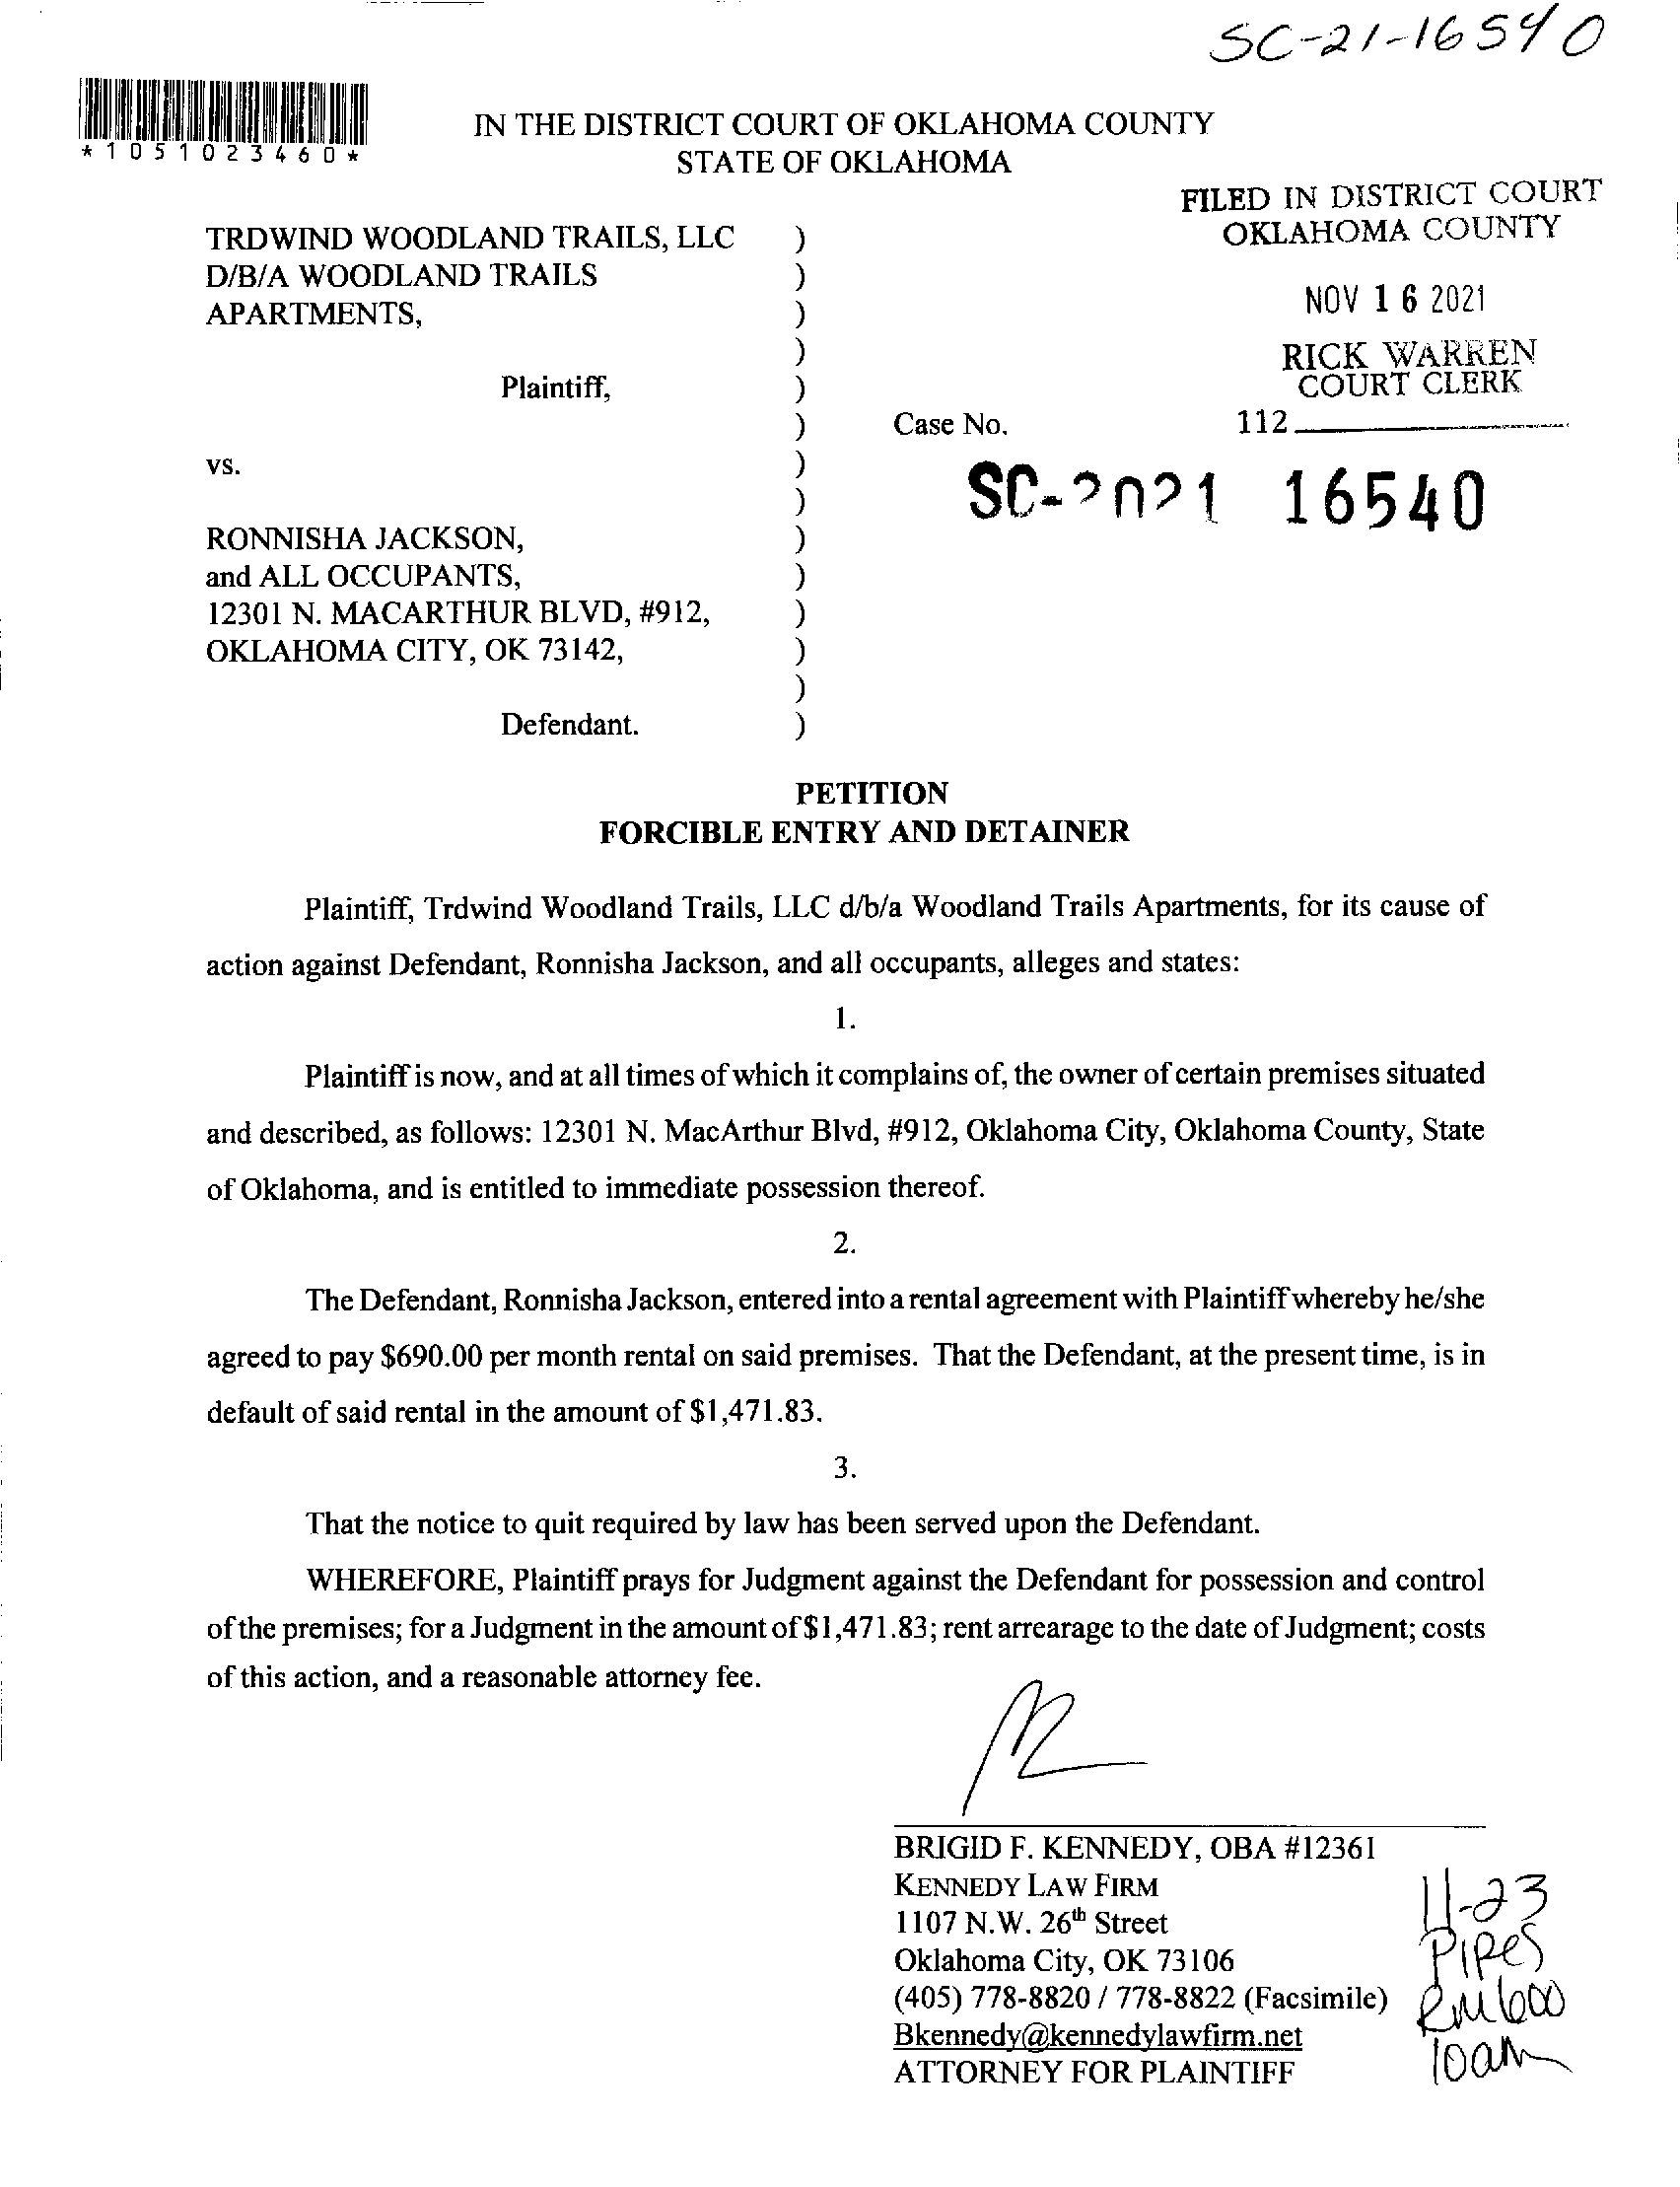 SC-21-16540
*1051023460*
IN THE DISTRICT COURT OF OKLAHOMA COUNTY
STATE OF OKLAHOMA
FILED IN DISTRICT COURT
OKLAHOMA COUNTY
NOV 16 2021
RICK WARREN
COURT CLERK
112
TRDWIND WOODLAND TRAILS, LLC )
D/B/A WOODLAND TRAILS )
APARTMENTS, )
)
Plaintiff, )
) Case No.
vs. )
) SC-2021 16540
RONNISHA JACKSON, )
and ALL OCCUPANTS, )
12301 N. MACARTHUR BLVD, #912, )
OKLAHOMA CITY, OK 73142, )
)
Defendant. )
PETITION
FORCIBLE ENTRY AND DETAINER
Plaintiff, Trdwind Woodland Trails, LLC d/b/a Woodland Trails Apartments, for its cause of
action against Defendant, Ronnisha Jackson, and all occupants, alleges and states:
1.
Plaintiff is now, and at all times of which it complains of, the owner of certain premises situated
and described, as follows: 12301 N. MacArthur Blvd, #912, Oklahoma City, Oklahoma County, State
of Oklahoma, and is entitled to immediate possession thereof.
2.
The Defendant, Ronnisha Jackson, entered into a rental agreement with Plaintiff whereby he/she
agreed to pay $690.00 per month rental on said premises. That the Defendant, at the present time, is in
default of said rental in the amount of $1,471.83.
3.
That the notice to quit required by law has been served upon the Defendant.
WHEREFORE, Plaintiff prays for Judgment against the Defendant for possession and control
of the premises; for a Judgment in the amount of $1,471.83; rent arrearage to the date of Judgment; costs
of this action, and a reasonable attorney fee.
BRIGID F. KENNEDY, OBA #12361
KENNEDY LAW FIRM
1107 N.W. 26th Street
Oklahoma City, OK 73106
(405) 778-8820 / 778-8822 (Facsimile)
Bkennedy@kennedylawfirm.net
ATTORNEY FOR PLAINTIFF
11-23
Pipes
Rm 600
10am